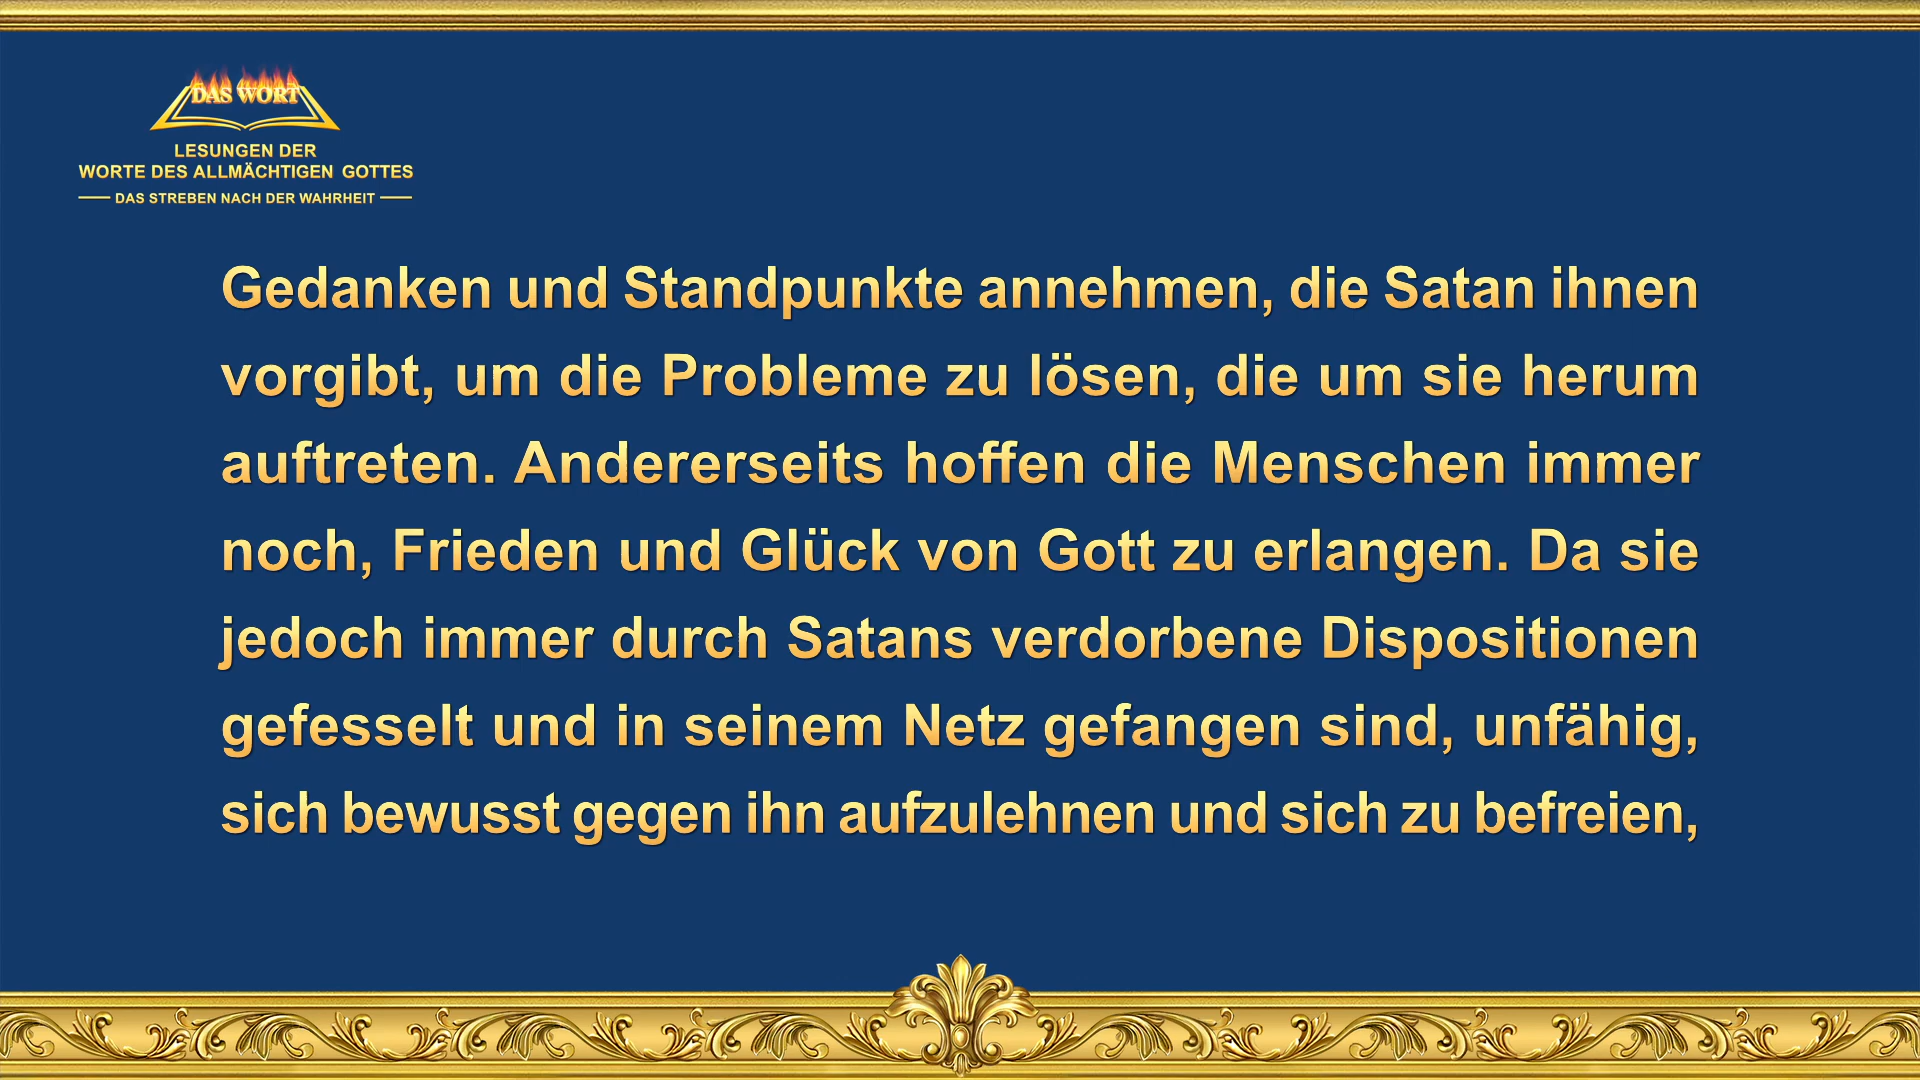 DAS WORT
LESUNGEN DER
WORTE DES ALLMÄCHTIGEN GOTTES
DAS STREBEN NACH DER WAHRHEIT
Gedanken und Standpunkte annehmen, die Satan ihnen
vorgibt, um die Probleme zu lösen, die um sie herum
auftreten. Andererseits hoffen die Menschen immer
noch, Frieden und Glück von Gott zu erlangen. Da sie
jedoch immer durch Satans verdorbene Dispositionen
gefesselt und in seinem Netz gefangen sind, unfähig,
sich bewusst gegen ihn aufzulehnen und sich zu befreien,